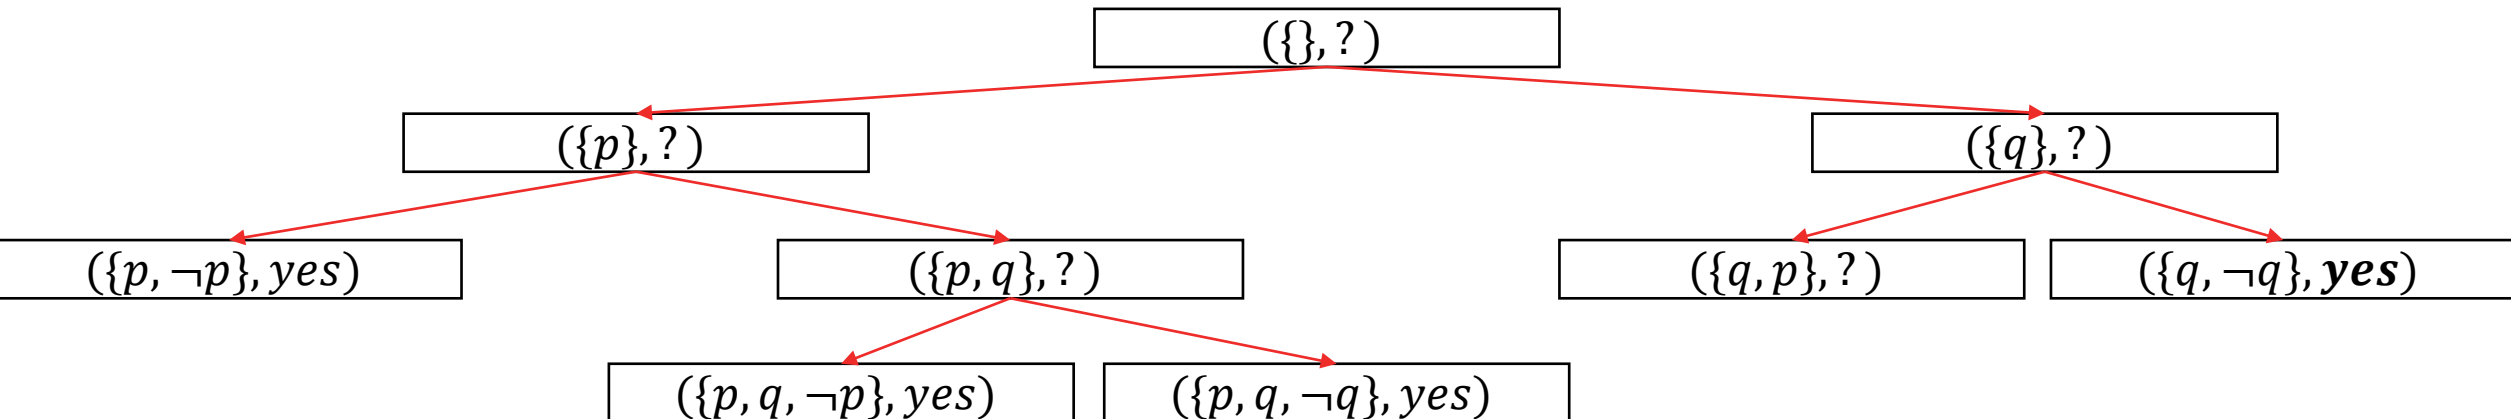 ({}, ?)
({p}, ?)
({q}, ?)
({p, ¬p}, yes)
({p, q}, ?)
({q, p}, ?)
({q, ¬q}, yes)
({p, q, ¬p}, yes)
({p, q, ¬q}, yes)